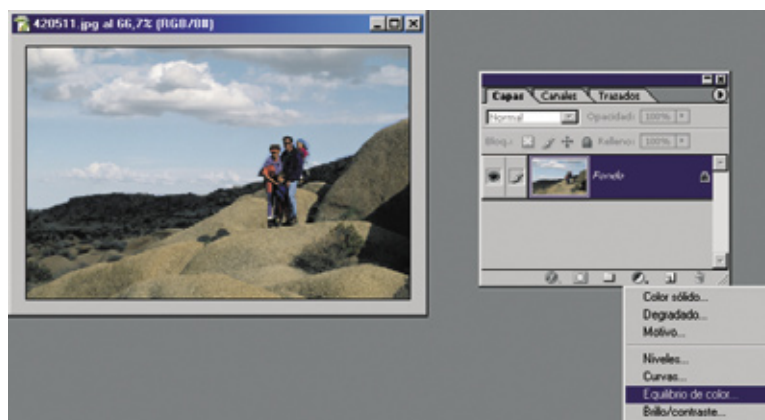 420511.jpg al 66,7% (RGB/8#)
Capas Canales Trazados
Normal Opacidad: 100%
Bloq.: Relleno: 100%
Fondo
Color sólido...
Degradado...
Motivo...
Niveles...
Curvas...
Equilibrio de color...
Brillo/contraste...